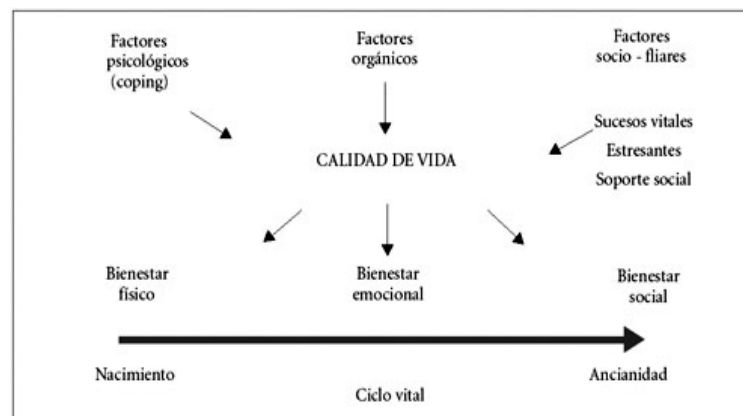 Factores
psicológicos
(coping)
Factores
orgánicos
Factores
socio - fliares
Sucesos vitales
Estresantes
Soporte social
CALIDAD DE VIDA
Bienestar
físico
Bienestar
emocional
Bienestar
social
Nacimiento
Ciclo vital
Ancianidad